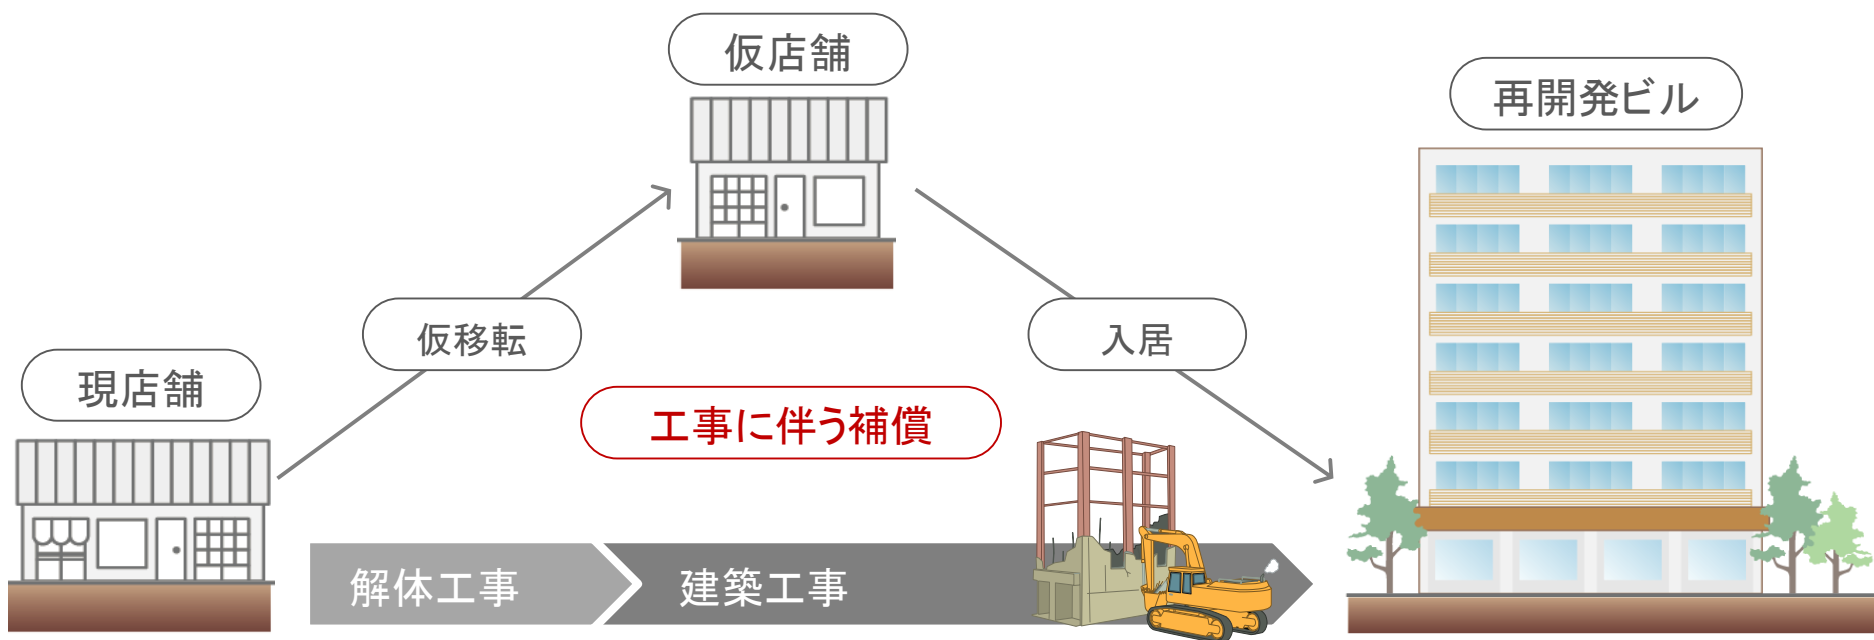 仮店舗
再開発ビル
仮移転
入居
現店舗
工事に伴う補償
解体工事
建築工事